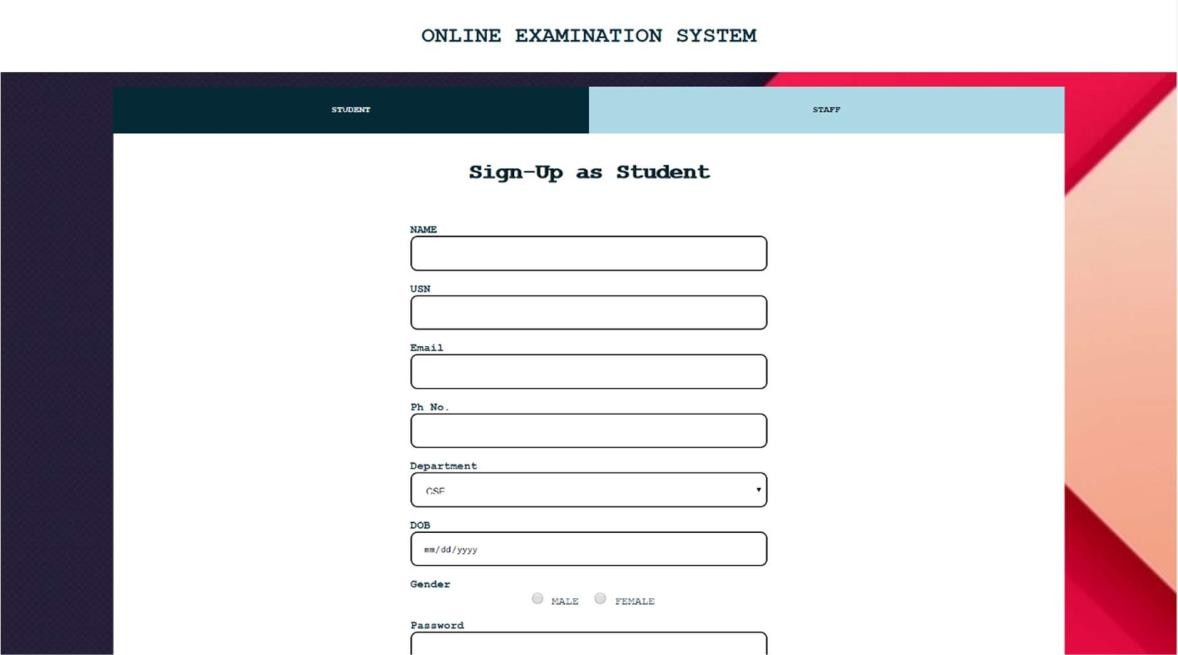 ONLINE EXAMINATION SYSTEM
STUDENT STAFF
Sign-Up as Student
NAME
USN
Email
Ph No.
Department
CSE
DOB
mm/dd/yyyy
Gender
MALE FEMALE
Password